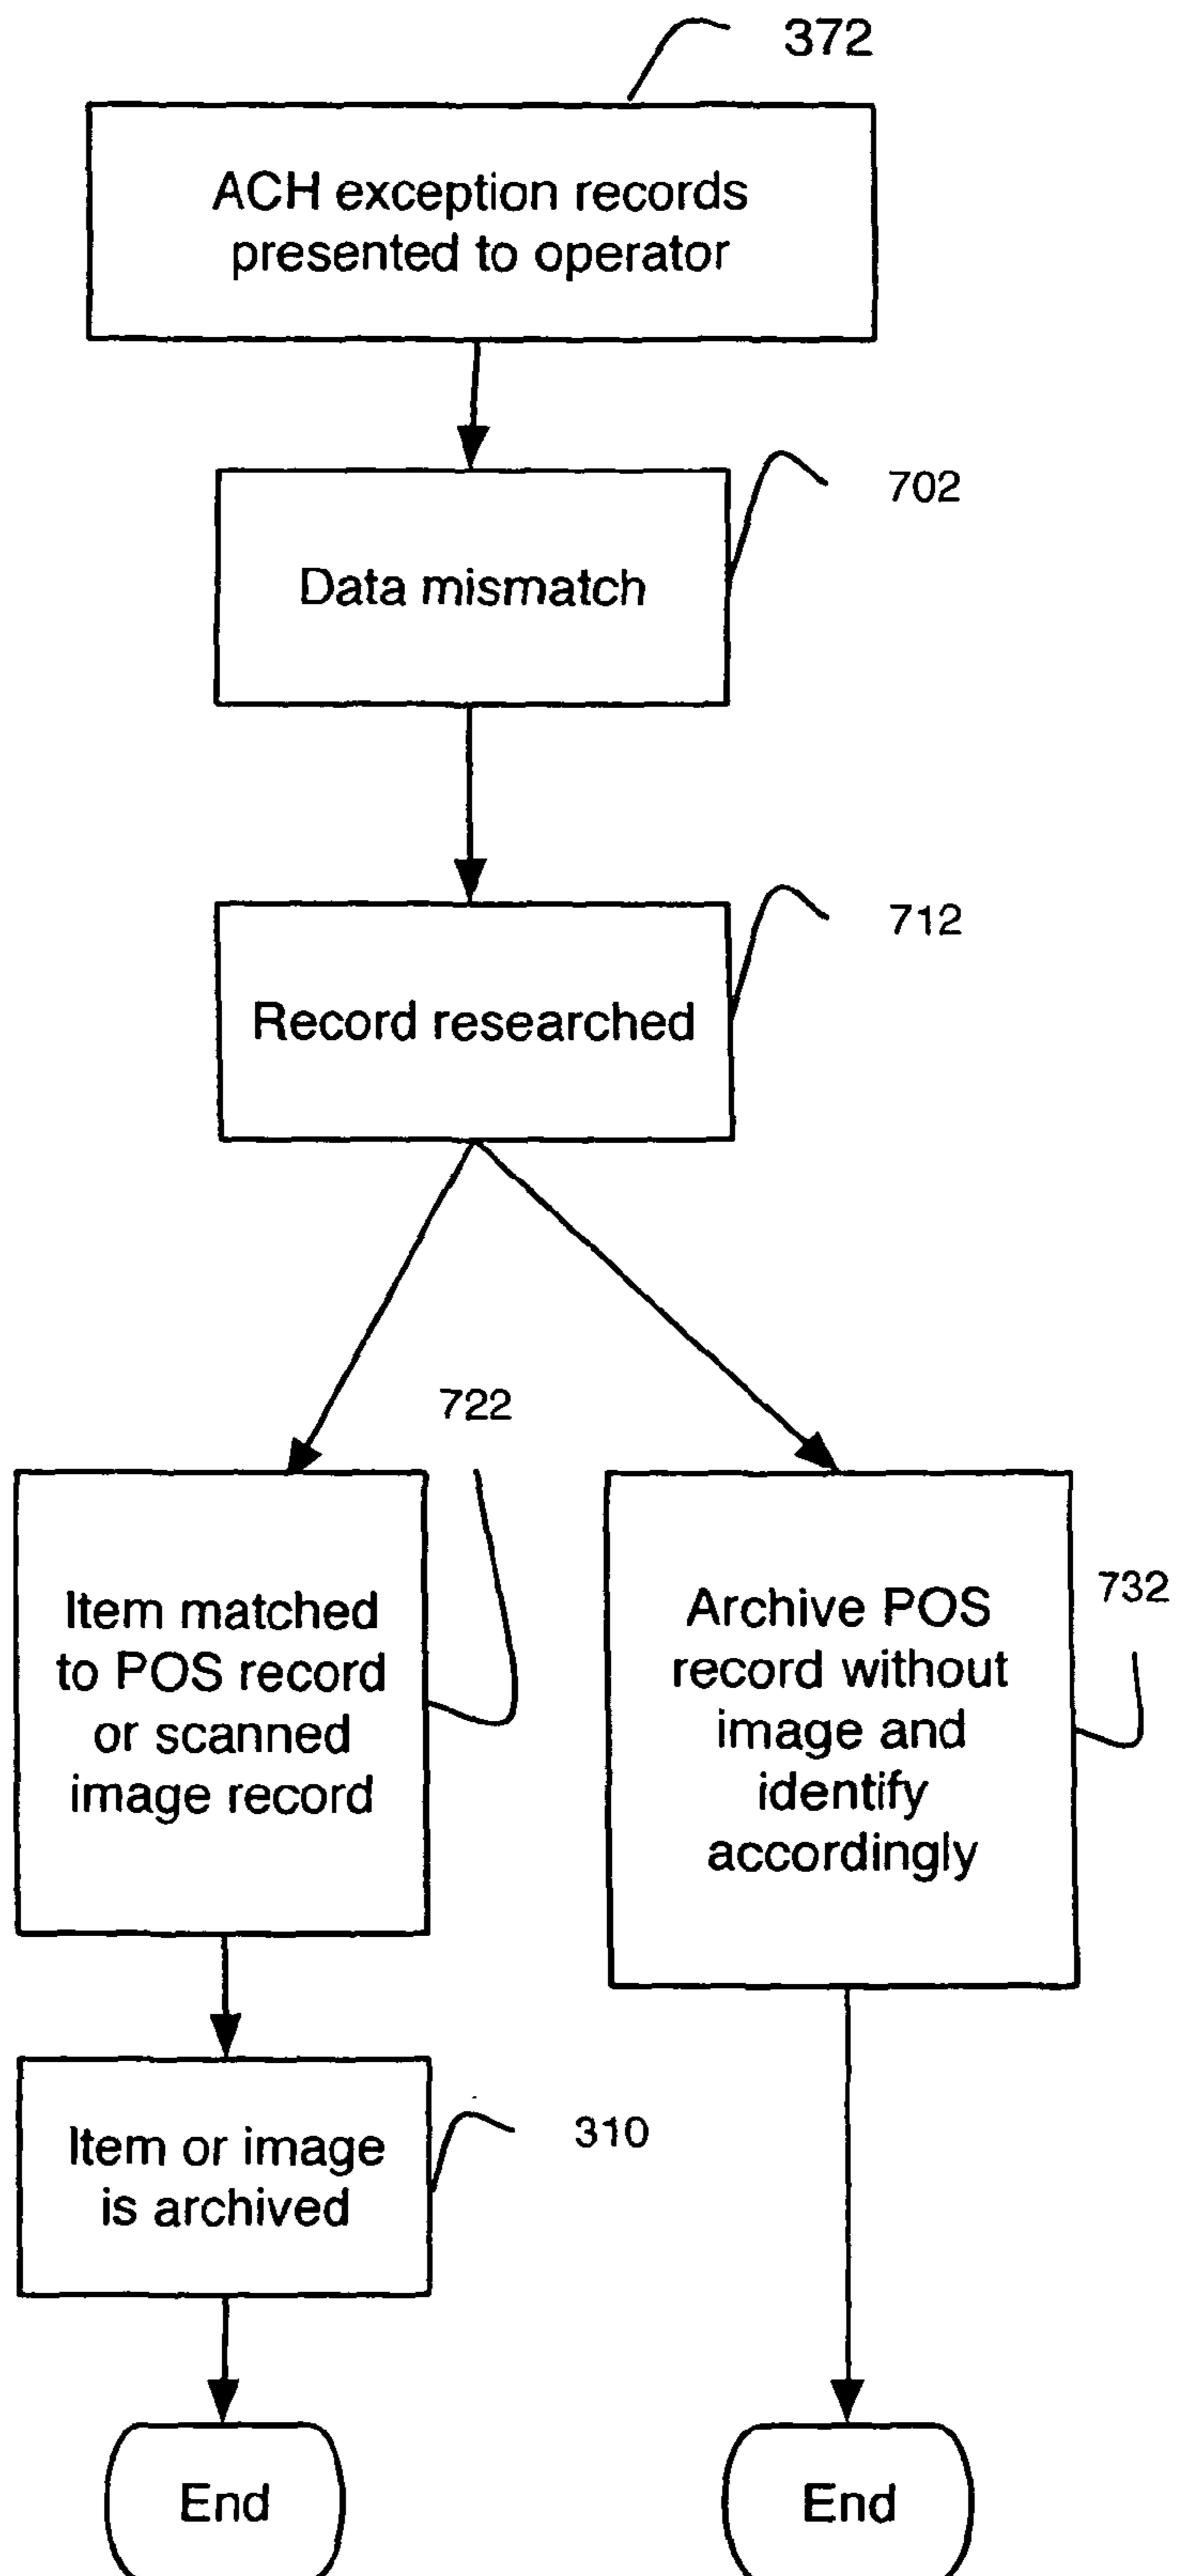 372
ACH exception records
presented to operator
702
Data mismatch
712
Record researched
722
Item matched
to POS record
or scanned
image record
732
Archive POS
record without
image and
identify
accordingly
310
Item or image
is archived
End
End